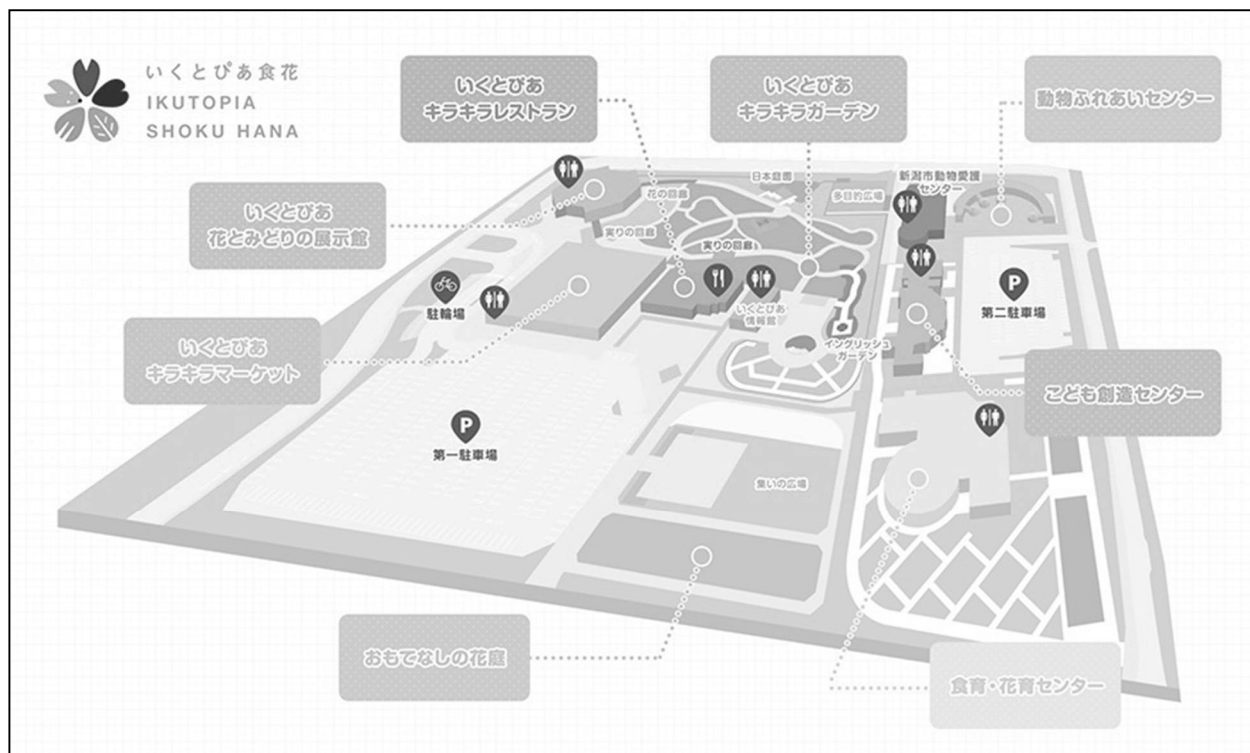 いくとぴあ食花
IKUTOPIA
SHOKU HANA
いくとぴあ
キラキラレストラン
いくとぴあ
キラキラガーデン
動物ふれあいセンター
いくとぴあ
花とみどりの展示館
花の回廊
日本庭園
多目的広場
新潟市動物愛護
センター
実りの回廊
実りの回廊
駐輪場
いくとぴあ
情報館
イングリッシュ
ガーデン
P
第二駐車場
いくとぴあ
キラキラマーケット
こども創造センター
P
第一駐車場
集いの広場
おもてなしの花庭
食育・花育センター